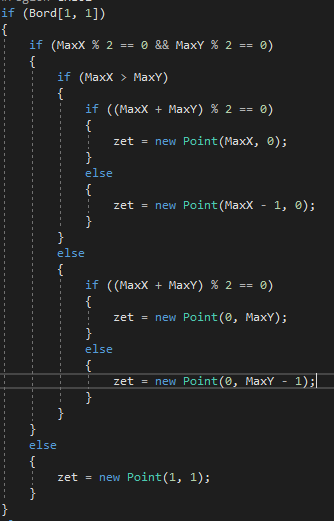 if (Bord[1, 1])
{
if (MaxX % 2 == 0 && MaxY % 2 == 0)
{
if (MaxX > MaxY)
{
if ((MaxX + MaxY) % 2 == 0)
{
zet = new Point(MaxX, 0);
}
else
{
zet = new Point(MaxX - 1, 0);
}
}
else
{
if ((MaxX + MaxY) % 2 == 0)
{
zet = new Point(0, MaxY);
}
else
{
zet = new Point(0, MaxY - 1);
}
}
}
else
{
zet = new Point(1, 1);
}
}